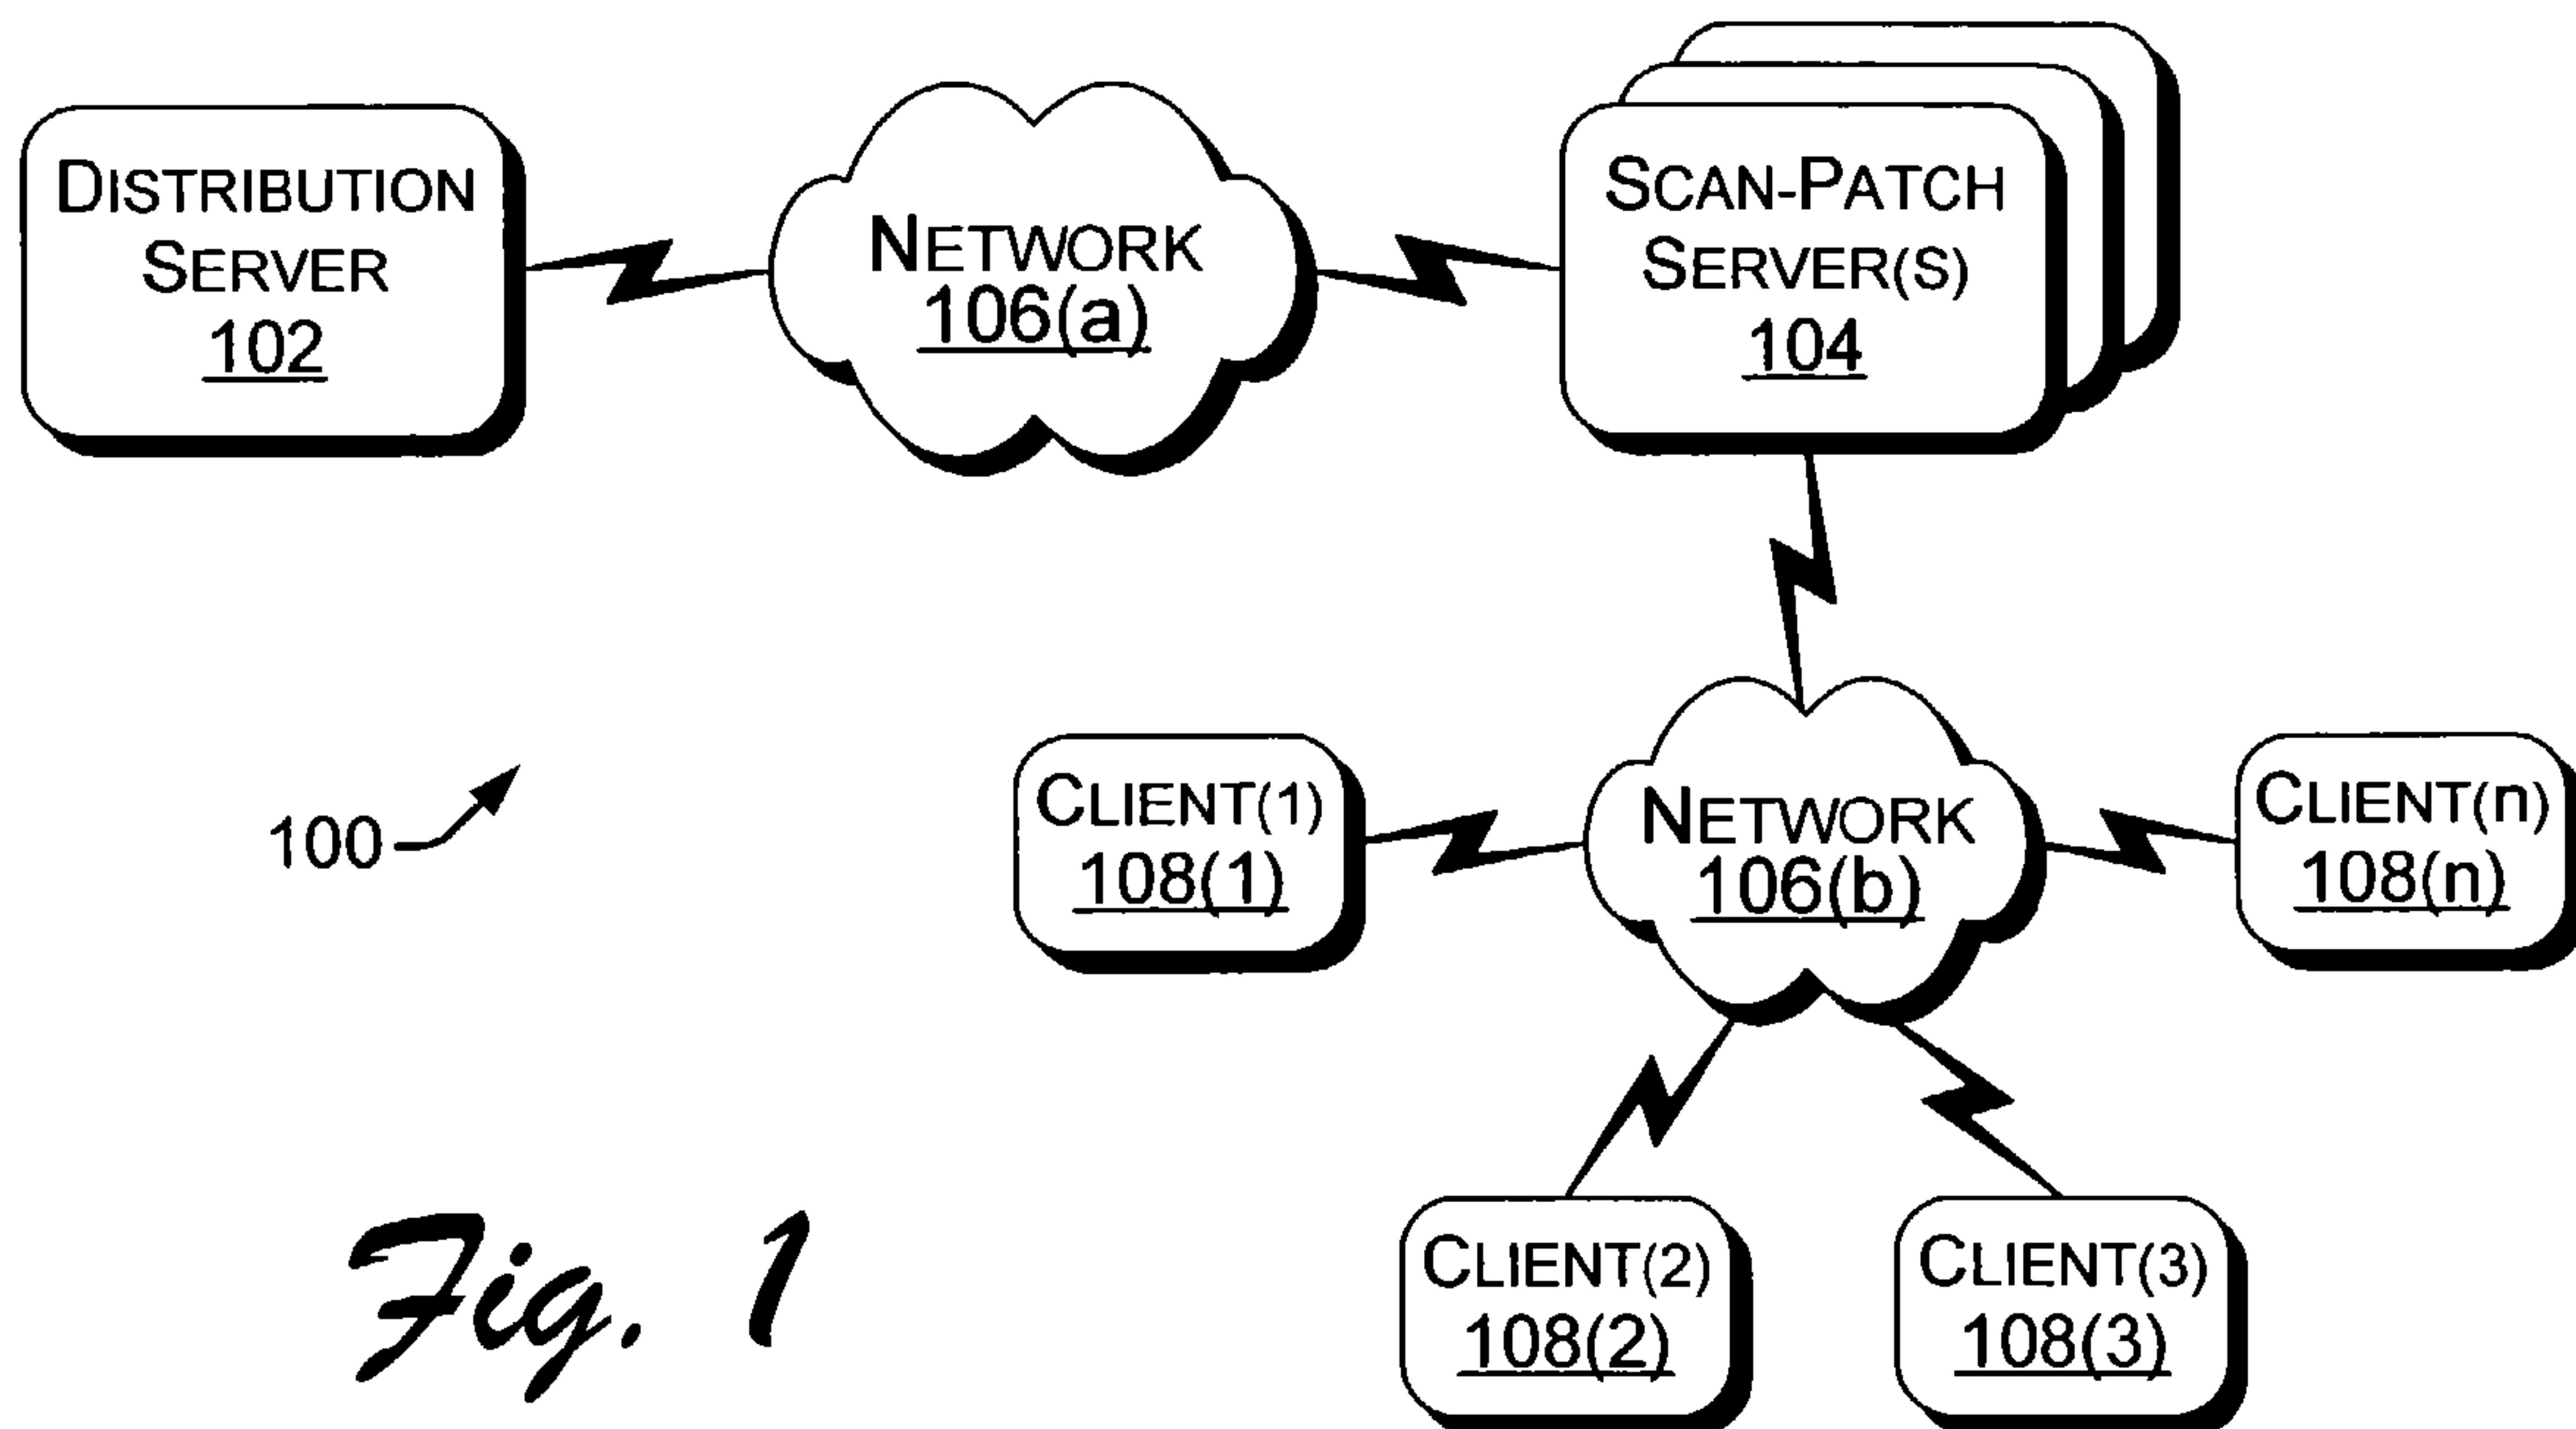 DISTRIBUTION
SERVER
102
NETWORK
106(a)
SCAN-PATCH
SERVER(S)
104
100
CLIENT(1)
108(1)
NETWORK
106(b)
CLIENT(n)
108(n)
CLIENT(2)
108(2)
CLIENT(3)
108(3)
Fig. 1